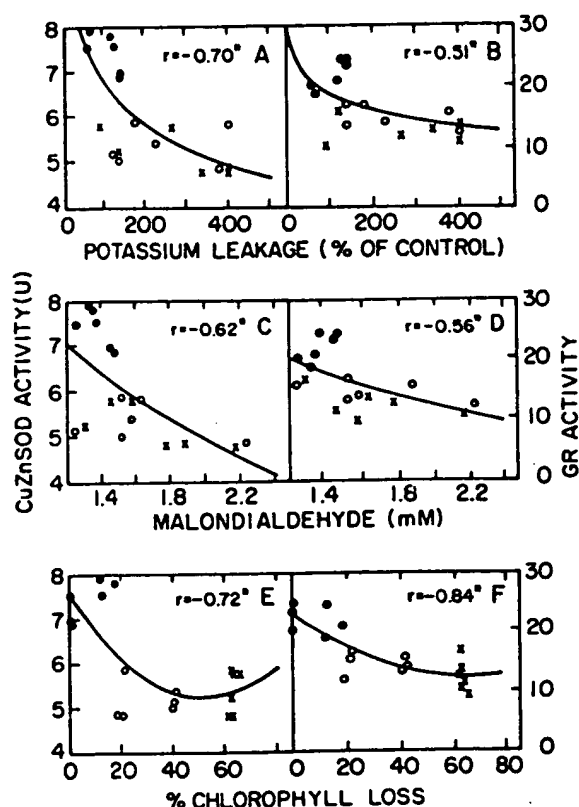 8
7
6
5
4
r=-0.70* A
r=-0.51* B
30
20
10
0
0 200 400 0 200 400
POTASSIUM LEAKAGE (% OF CONTROL)
CuZnSOD ACTIVITY(U)
8
7
6
5
4
r=-0.62* C
r=-0.56* D
30
20
10
GR ACTIVITY
1.4 1.8 2.2 1.4 1.8 2.2
MALONDIALDEHYDE (mM)
8
7
6
5
4
r=-0.72* E
r=-0.84* F
30
20
10
0
0 20 40 60 0 20 40 60 80
% CHLOROPHYLL LOSS